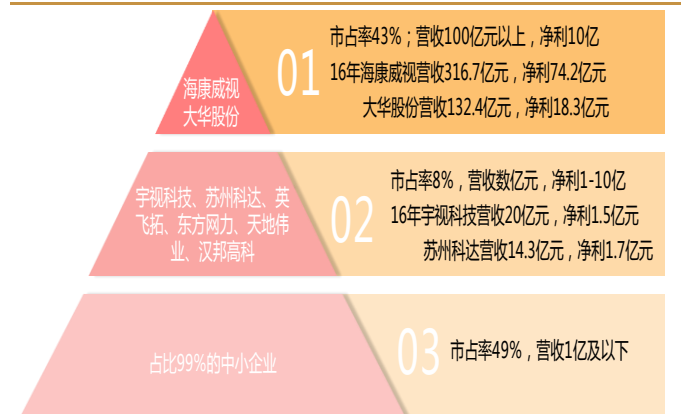 海康威视
大华股份
01
市占率43%；营收100亿元以上，净利10亿
16年海康威视营收316.7亿元，净利74.2亿元
大华股份营收132.4亿元，净利18.3亿元
宇视科技、苏州科达、英
飞拓、东方网力、天地伟
业、汉邦高科
02
市占率8%，营收数亿元，净利1-10亿
16年宇视科技营收20亿元，净利1.5亿元
苏州科达营收14.3亿元，净利1.7亿元
占比99%的中小企业
03
市占率49%，营收1亿及以下